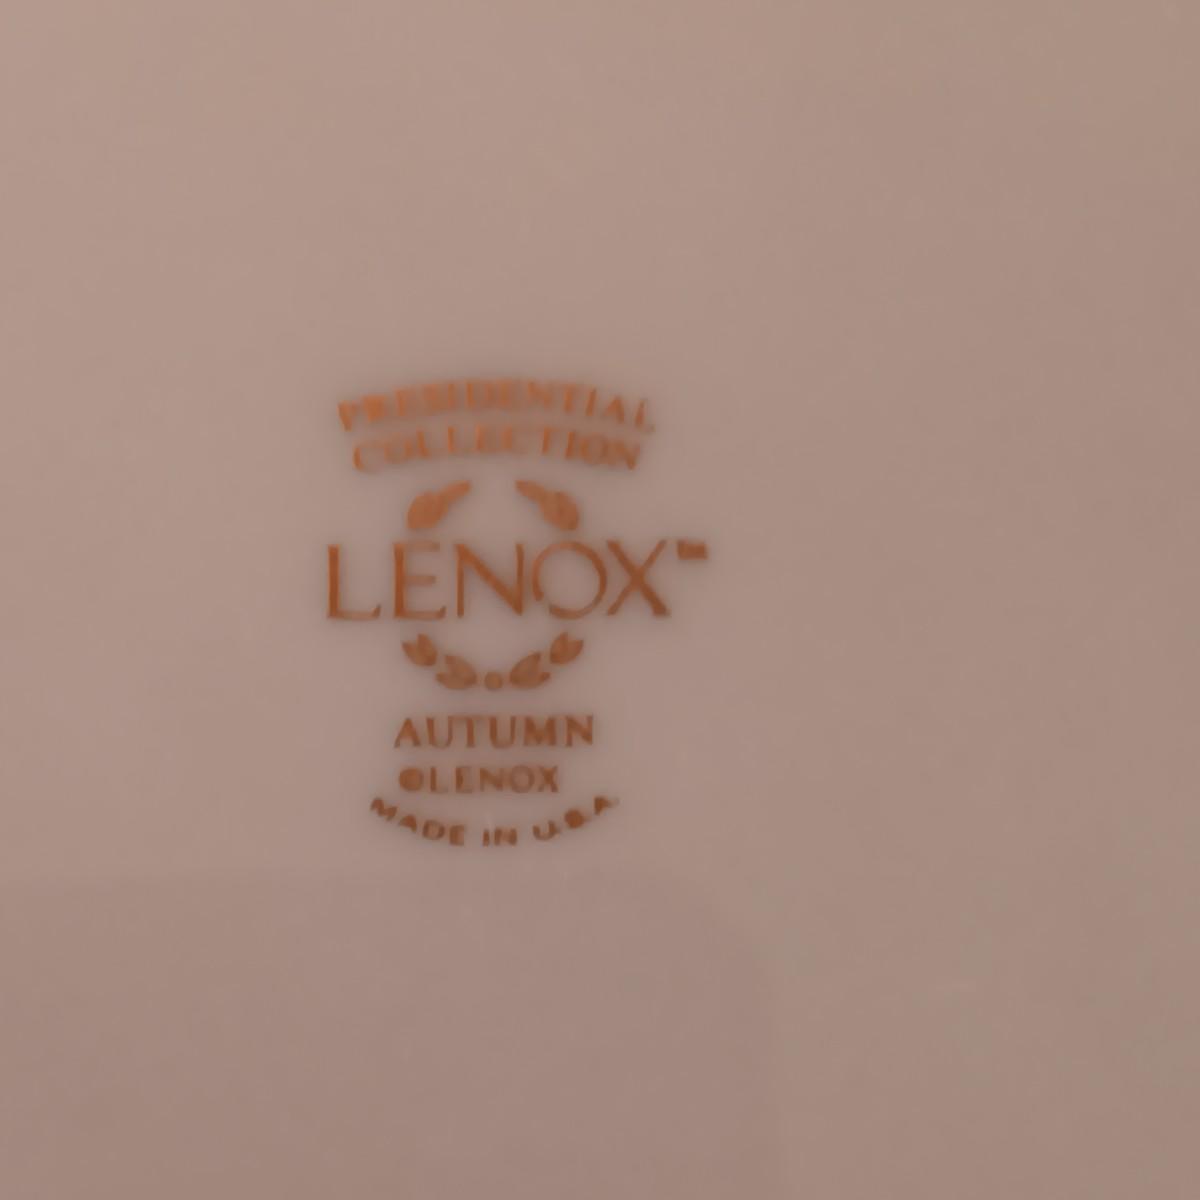 PRESIDENTIAL
COLLECTION
LENOX™
AUTUMN
©LENOX
MADE IN U.S.A.